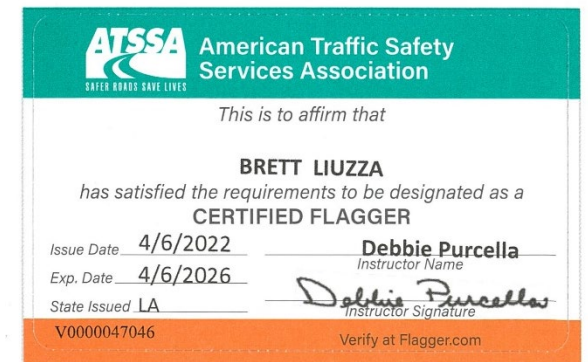 ATSSA
SAFER ROADS SAVE LIVES
American Traffic Safety
Services Association
This is to affirm that
BRETT LIUZZA
has satisfied the requirements to be designated as a
CERTIFIED FLAGGER
Issue Date 4/6/2022
Debbie Purcella
Instructor Name
Exp. Date 4/6/2026
Debbie Purcella
Instructor Signature
State Issued LA
V0000047046
Verify at Flagger.com